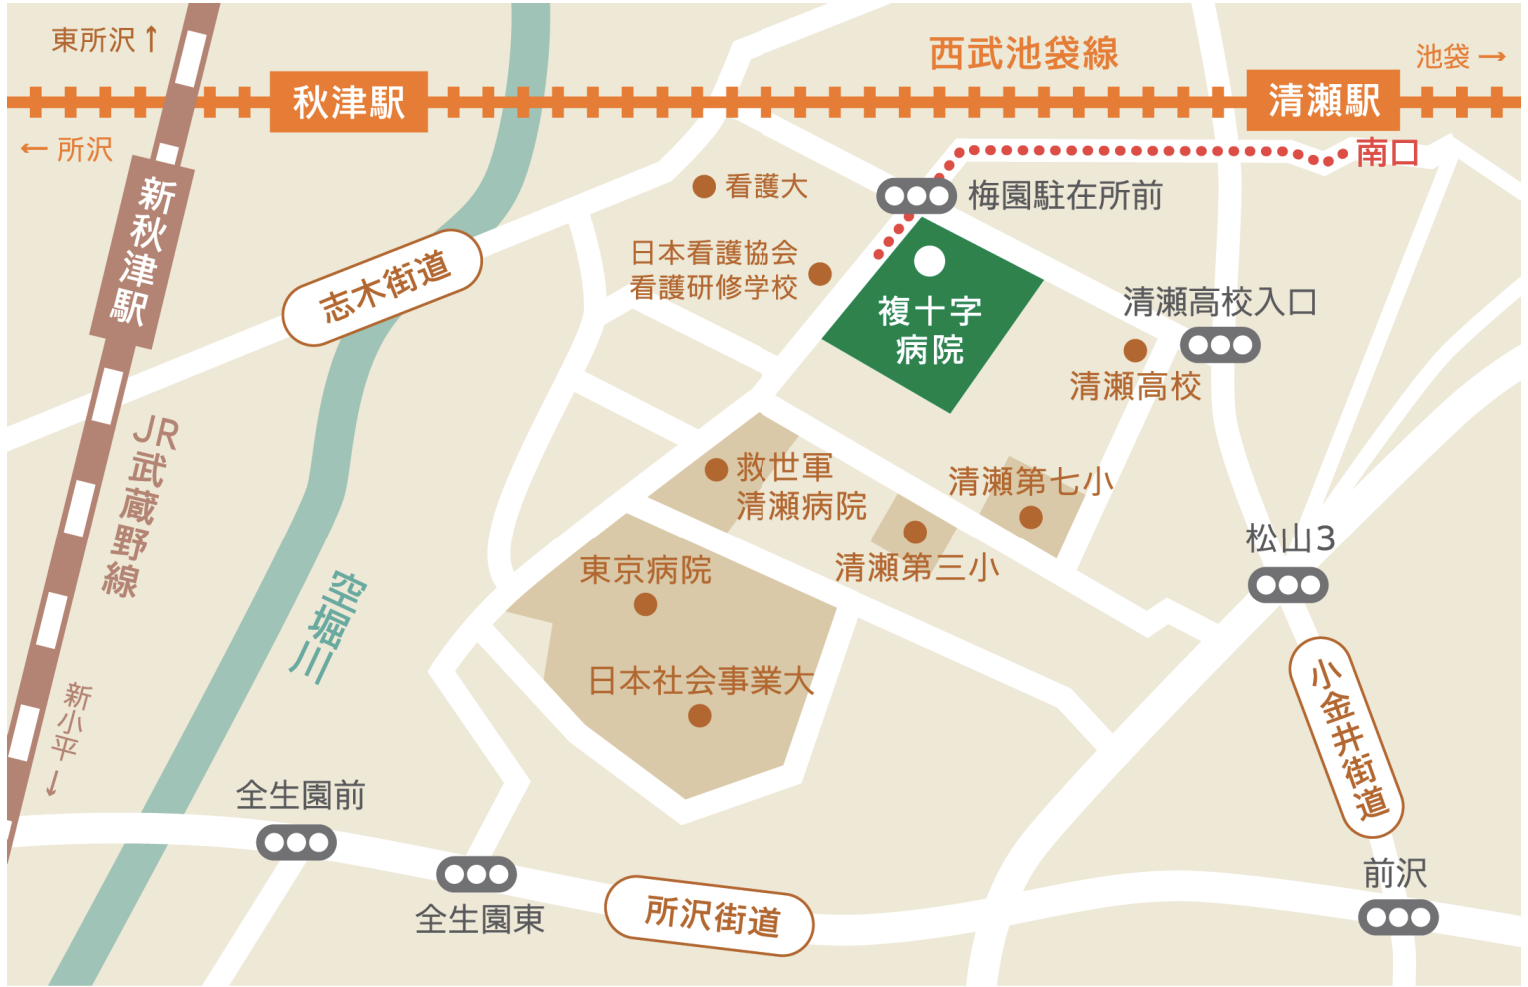 東所沢↑
西武池袋線
池袋→
秋津駅
清瀬駅
←所沢
南口
新秋津駅
看護大
梅園駐在所前
日本看護協会
看護研修学校
志木街道
複十字
病院
清瀬高校入口
清瀬高校
JR武蔵野線
救世軍
清瀬病院
清瀬第七小
清瀬第三小
松山3
東京病院
空堀川
日本社会事業大
小金井街道
新小平↓
全生園前
前沢
全生園東
所沢街道